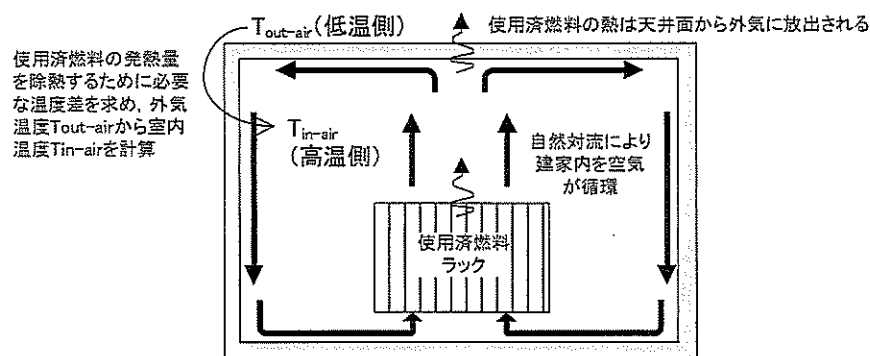 Tout-air(低温側)
使用済燃料の熱は天井面から外気に放出される
使用済燃料の発熱量
を除熱するために必要
な温度差を求め，外気
温度Tout-airから室内
温度Tin-airを計算
Tin-air
(高温側)
自然対流により
建家内を空気
が循環
使用済燃料
ラック